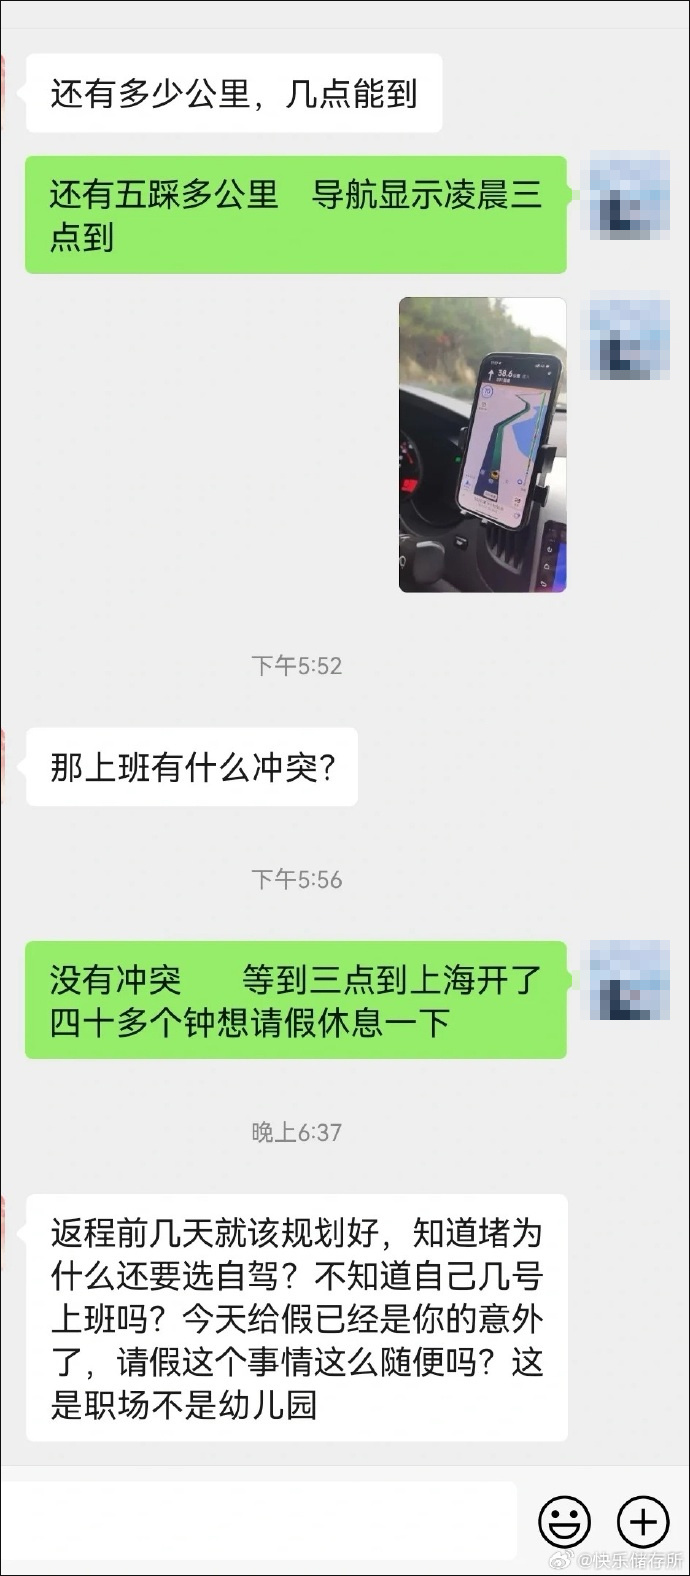 还有多少公里，几点能到
还有五踩多公里 导航显示凌晨三
点到
38.6
下午5:52
那上班有什么冲突？
下午5:56
没有冲突 等到三点到上海开了
四十多个钟想请假休息一下
晚上6:37
返程前几天就该规划好，知道堵为
什么还要选自驾？不知道自己几号
上班吗？今天给假已经是你的意外
了，请假这个事情这么随便吗？这
是职场不是幼儿园
@快乐储存所